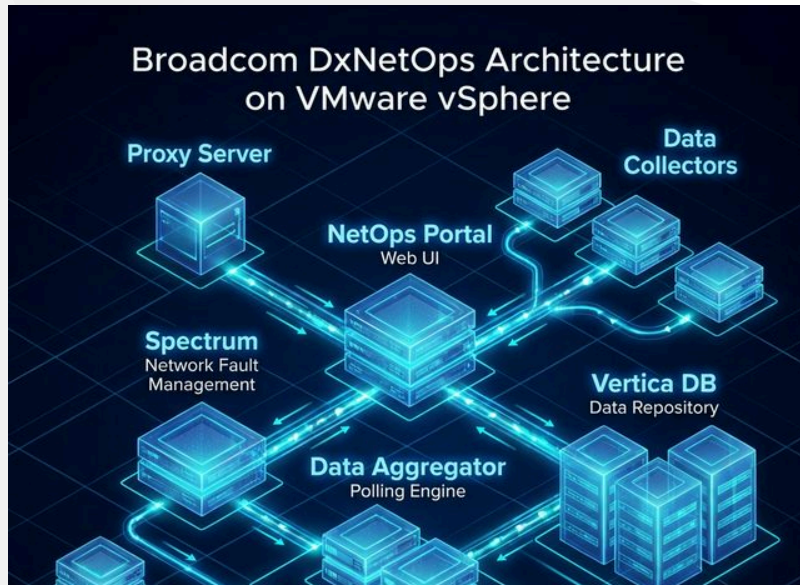 Broadcom DxNetOps Architecture
on VMware vSphere
Proxy Server
Data
Collectors
NetOps Portal
Web UI
Spectrum
Network Fault
Management
Vertica DB
Data Repository
Data Aggregator
Polling Engine